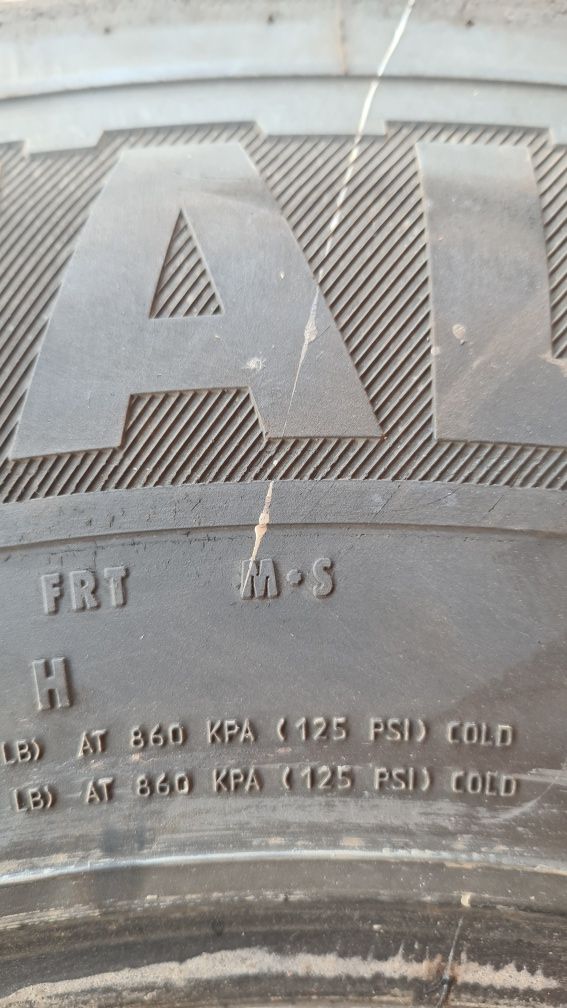 AL
FRT M·S
H
LB) AT 860 KPA (125 PSI) COLD
LB) AT 860 KPA (125 PSI) COLD